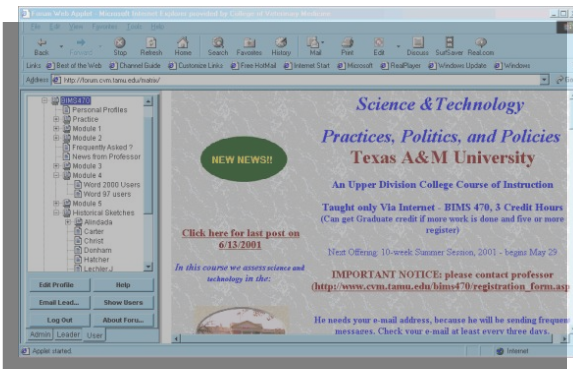 Forum Web Applet - Microsoft Internet Explorer provided by College of Veterinary Medicine
File Edit View Favorites Tools Help
Back Forward Stop Refresh Home Search Favorites History Mail Print Edit Discuss SurfSaver Real.com
Links Best of the Web Channel Guide Customize Links Free HotMail Internet Start Microsoft RealPlayer Windows Update Windows
Address http://forum.cvm.tamu.edu/matrix/
BIMS470
Personal Profiles
Practice
Module 1
Module 2
Frequently Asked ?
News from Professor
Module 3
Module 4
Word 2000 Users
Word 97 users
Module 5
Historical Sketches
Alindada
Carter
Christ
Donham
Hatcher
Lechler J
Edit Profile Help
Email Lead... Show Users
Log Out About Foru...
Admin Leader User
NEW NEWS!!
Click here for last post on
6/13/2001
In this course we assess science and
technology in the:
Science & Technology
Practices, Politics, and Policies
Texas A&M University
An Upper Division College Course of Instruction
Taught only Via Internet - BIMS 470, 3 Credit Hours
(Can get Graduate credit if more work is done and five or more
register)
Next Offering: 10-week Summer Session, 2001 - begins May 29
IMPORTANT NOTICE: please contact professor
(http://www.cvm.tamu.edu/bims470/registration_form.asp
He needs your e-mail address, because he will be sending frequen
messages. Check your e-mail at least every three days.
Applet started. Internet